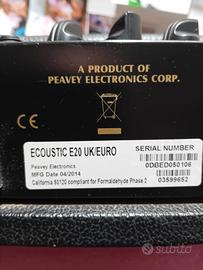 A PRODUCT OF
PEAVEY ELECTRONICS CORP.
CE
ECOUSTIC E20 UK/EURO
Peavey Electronics
MFG Date 04/2014
California 93120 compliant for Formaldehyde Phase 2
SERIAL NUMBER
0DBED050106
03599652
subito